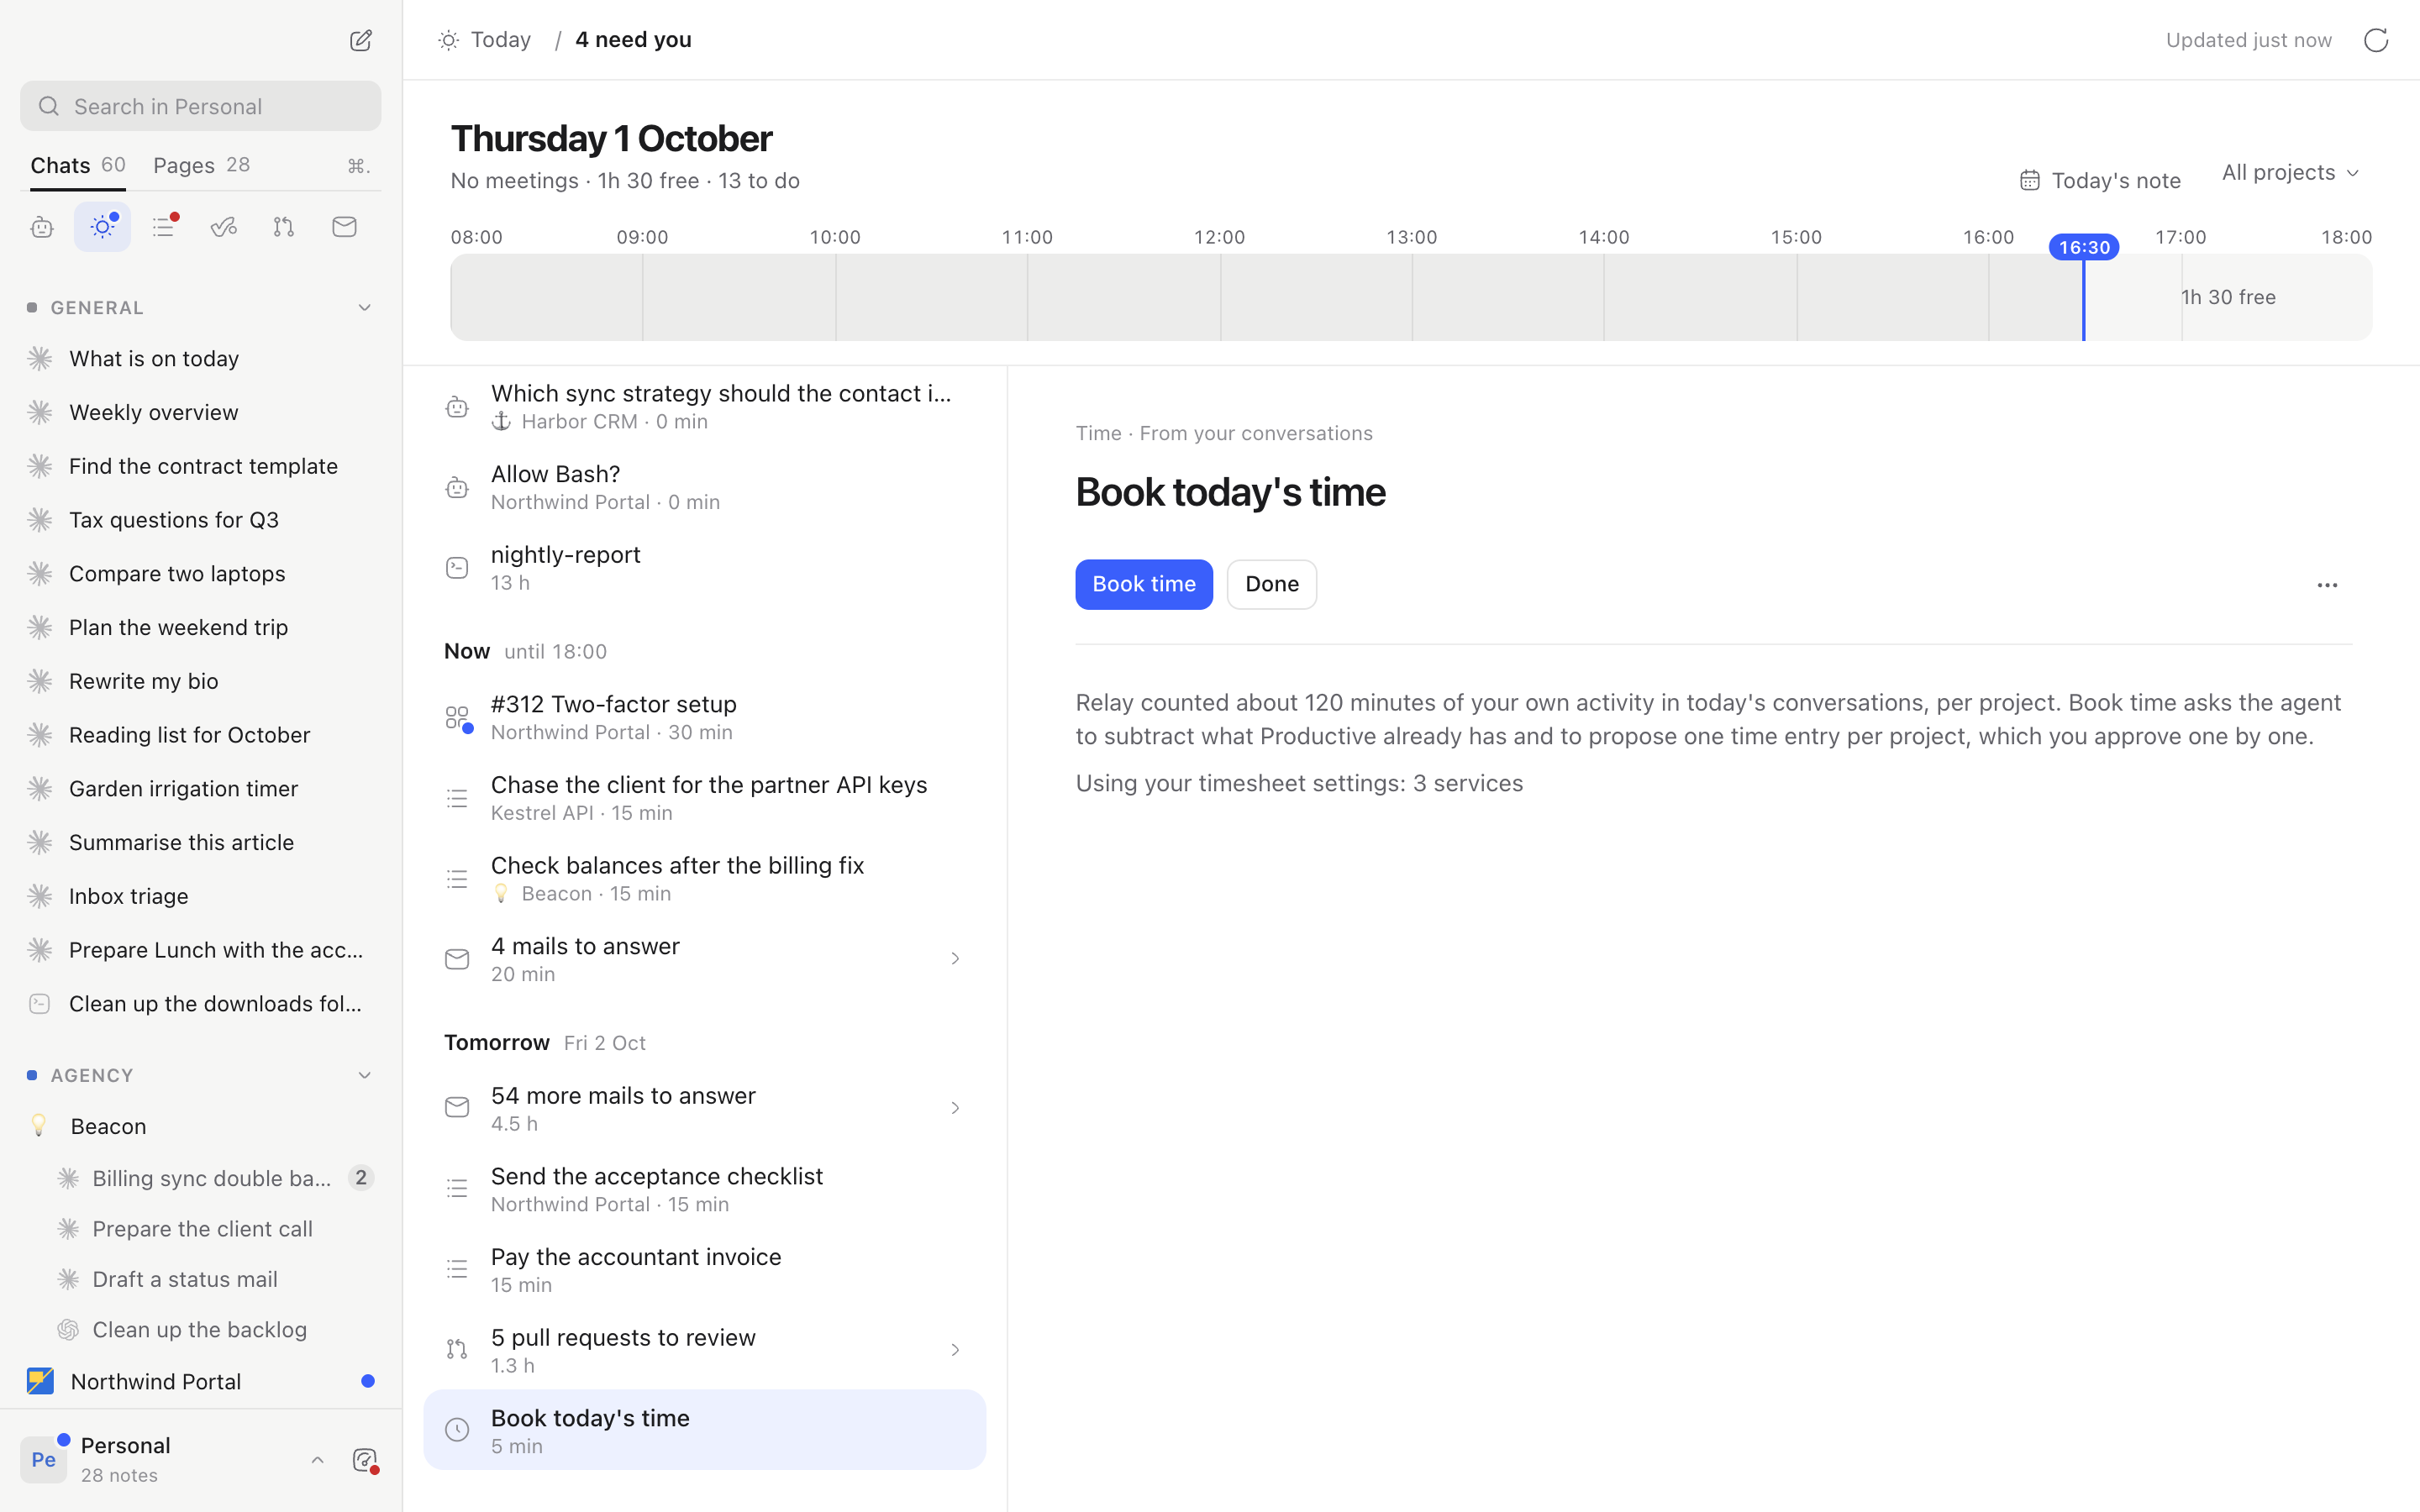 Search in Personal
Chats 60 Pages 28 ⌘.
GENERAL
What is on today
Weekly overview
Find the contract template
Tax questions for Q3
Compare two laptops
Plan the weekend trip
Rewrite my bio
Reading list for October
Garden irrigation timer
Summarise this article
Inbox triage
Prepare Lunch with the acc...
Clean up the downloads fol...
AGENCY
Beacon
Billing sync double ba... 2
Prepare the client call
Draft a status mail
Clean up the backlog
Northwind Portal
Pe Personal
28 notes
Today / 4 need you
Updated just now
Thursday 1 October
No meetings · 1h 30 free · 13 to do
Today's note All projects
08:00 09:00 10:00 11:00 12:00 13:00 14:00 15:00 16:00 16:30 17:00 18:00
1h 30 free
Which sync strategy should the contact i...
Harbor CRM · 0 min
Allow Bash?
Northwind Portal · 0 min
nightly-report
13 h
Now until 18:00
#312 Two-factor setup
Northwind Portal · 30 min
Chase the client for the partner API keys
Kestrel API · 15 min
Check balances after the billing fix
Beacon · 15 min
4 mails to answer
20 min
Tomorrow Fri 2 Oct
54 more mails to answer
4.5 h
Send the acceptance checklist
Northwind Portal · 15 min
Pay the accountant invoice
15 min
5 pull requests to review
1.3 h
Book today's time
5 min
Time · From your conversations
Book today's time
Book time Done
Relay counted about 120 minutes of your own activity in today's conversations, per project. Book time asks the agent
to subtract what Productive already has and to propose one time entry per project, which you approve one by one.
Using your timesheet settings: 3 services